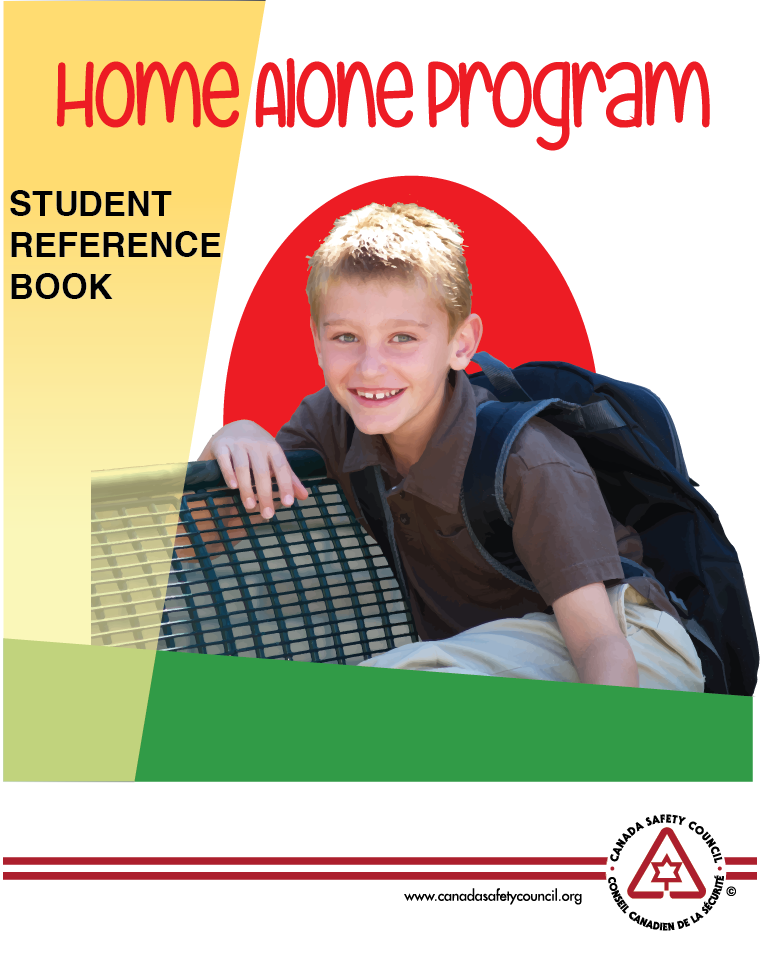 Home Alone Program
STUDENT
REFERENCE
BOOK
CANADA SAFETY COUNCIL
CONSEIL CANADIEN DE LA SÉCURITÉ
©
www.canadasafetycouncil.org